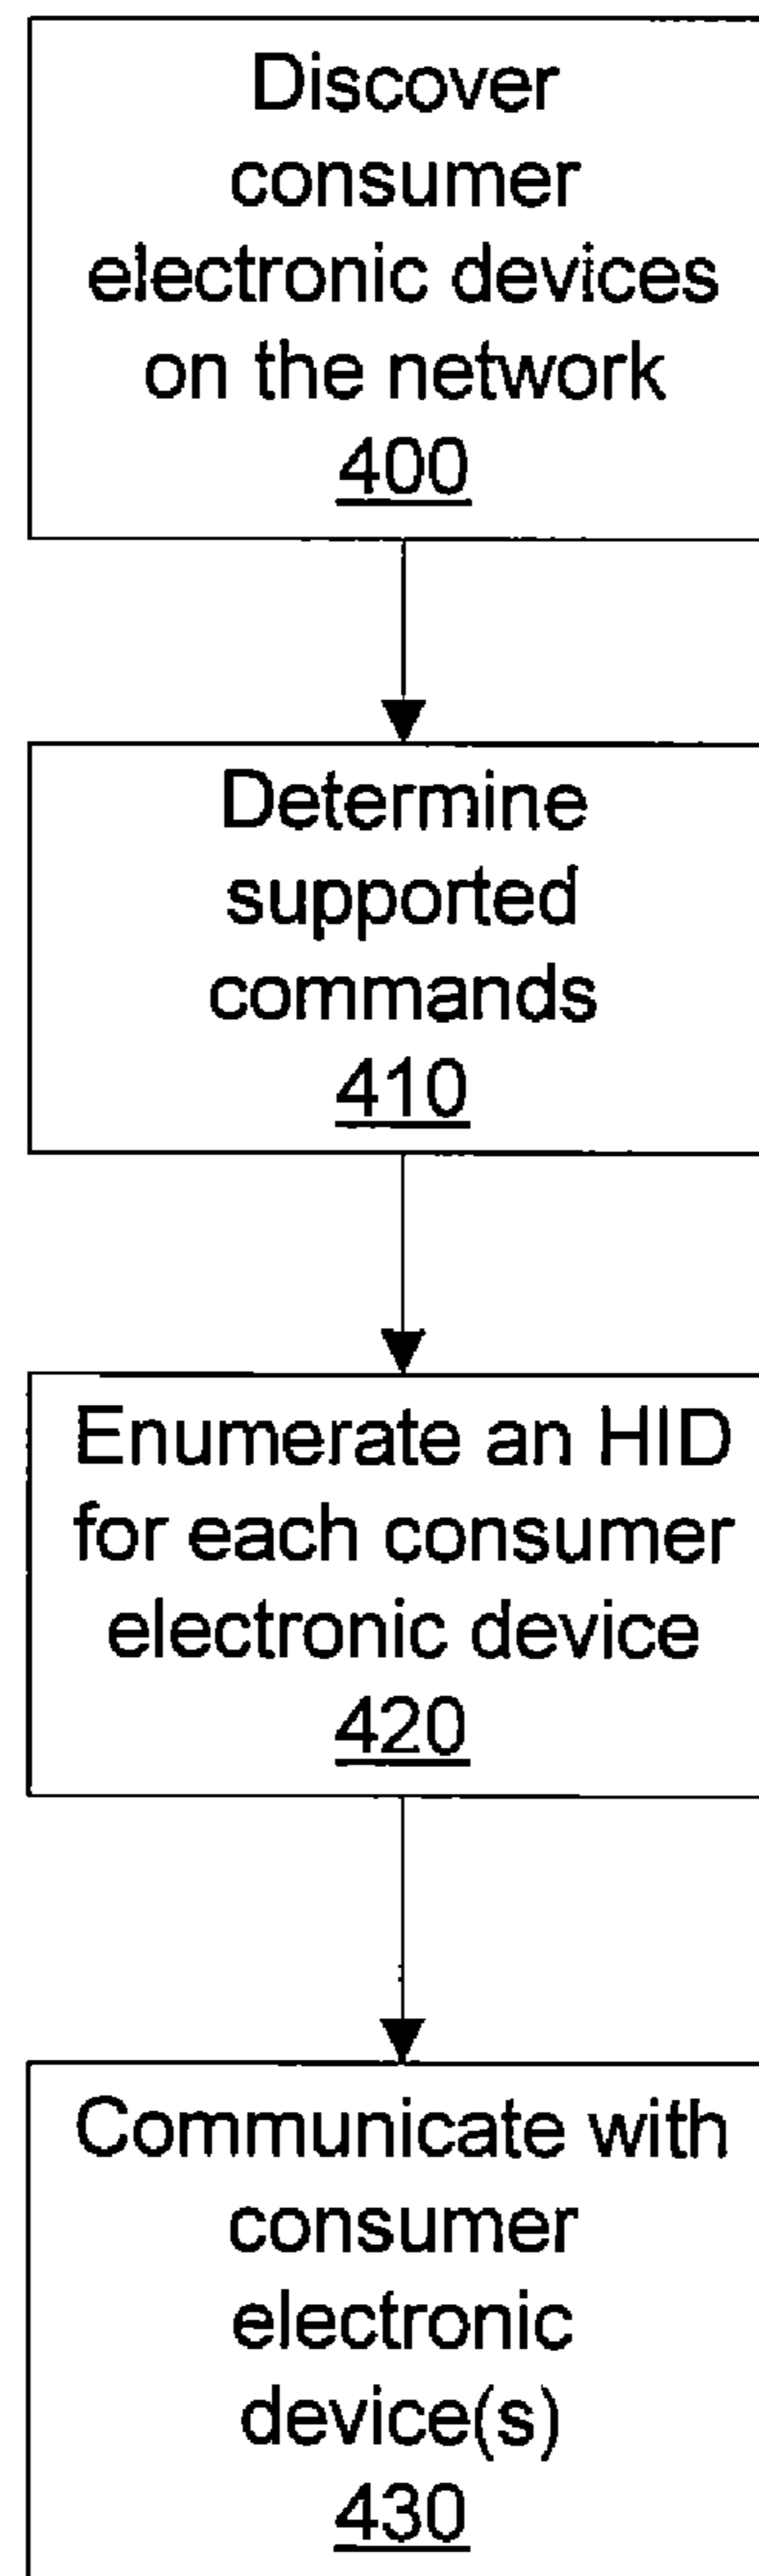 Discover
consumer
electronic devices
on the network
400
Determine
supported
commands
410
Enumerate an HID
for each consumer
electronic device
420
Communicate with
consumer
electronic
device(s)
430